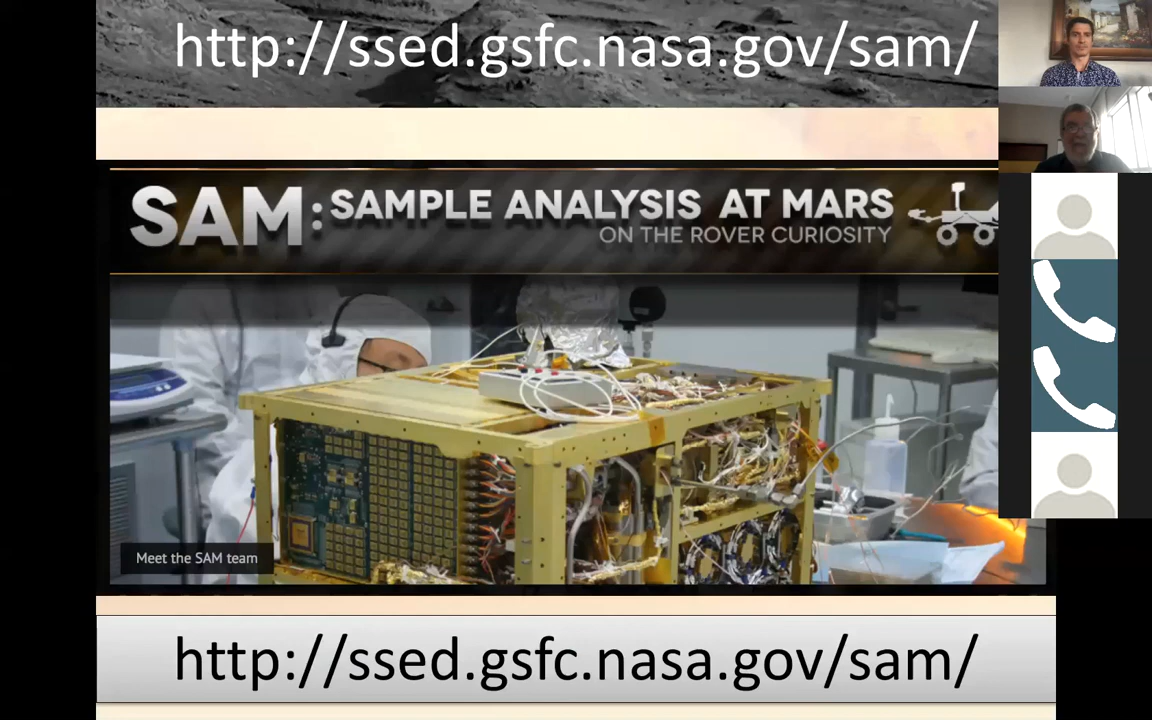 http://ssed.gsfc.nasa.gov/sam/
SAM: SAMPLE ANALYSIS AT MARS
ON THE ROVER CURIOSITY
Meet the SAM team
http://ssed.gsfc.nasa.gov/sam/